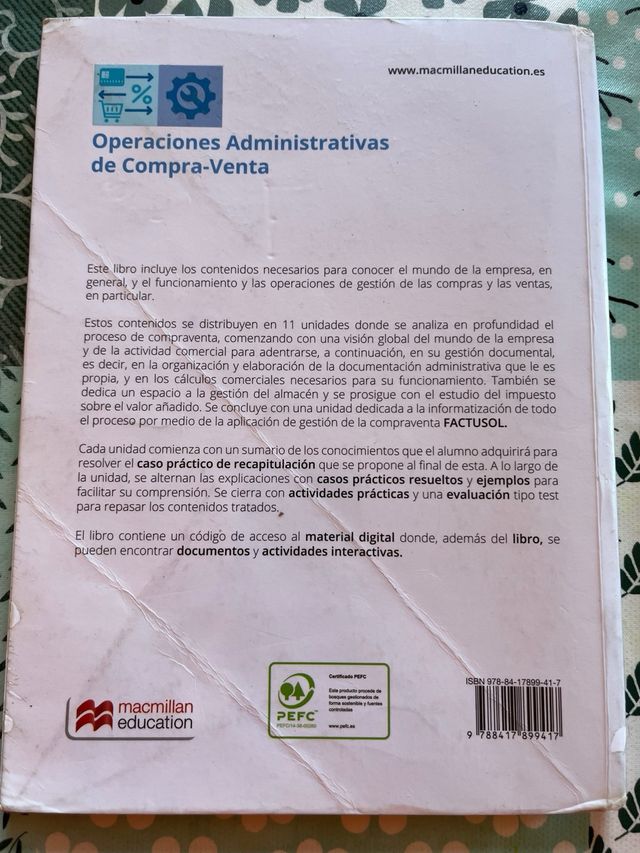 www.macmillaneducation.es
Operaciones Administrativas
de Compra-Venta
Este libro incluye los contenidos necesarios para conocer el mundo de la empresa, en
general, y el funcionamiento y las operaciones de gestión de las compras y las ventas,
en particular.
Estos contenidos se distribuyen en 11 unidades donde se analiza en profundidad el
proceso de compraventa, comenzando con una visión global del mundo de la empresa
y de la actividad comercial para adentrarse, a continuación, en su gestión documental,
es decir, en la organización y elaboración de la documentación administrativa que le es
propia, y en los cálculos comerciales necesarios para su funcionamiento. También se
dedica un espacio a la gestión del almacén y se prosigue con el estudio del impuesto
sobre el valor añadido. Se concluye con una unidad dedicada a la informatización de todo
el proceso por medio de la aplicación de gestión de la compraventa FACTUSOL.
Cada unidad comienza con un sumario de los conocimientos que el alumno adquirirá para
resolver el caso práctico de recapitulación que se propone al final de esta. A lo largo de
la unidad, se alternan las explicaciones con casos prácticos resueltos y ejemplos para
facilitar su comprensión. Se cierra con actividades prácticas y una evaluación tipo test
para repasar los contenidos tratados.
El libro contiene un código de acceso al material digital donde, además del libro, se
pueden encontrar documentos y actividades interactivas.
macmillan
education
PEFC
Certificado PEFC
Este producto procede de
bosques gestionados de
forma sostenible y fuentes
controladas
www.pefc.es
ISBN 978-84-17899-41-7
9 788417 899417